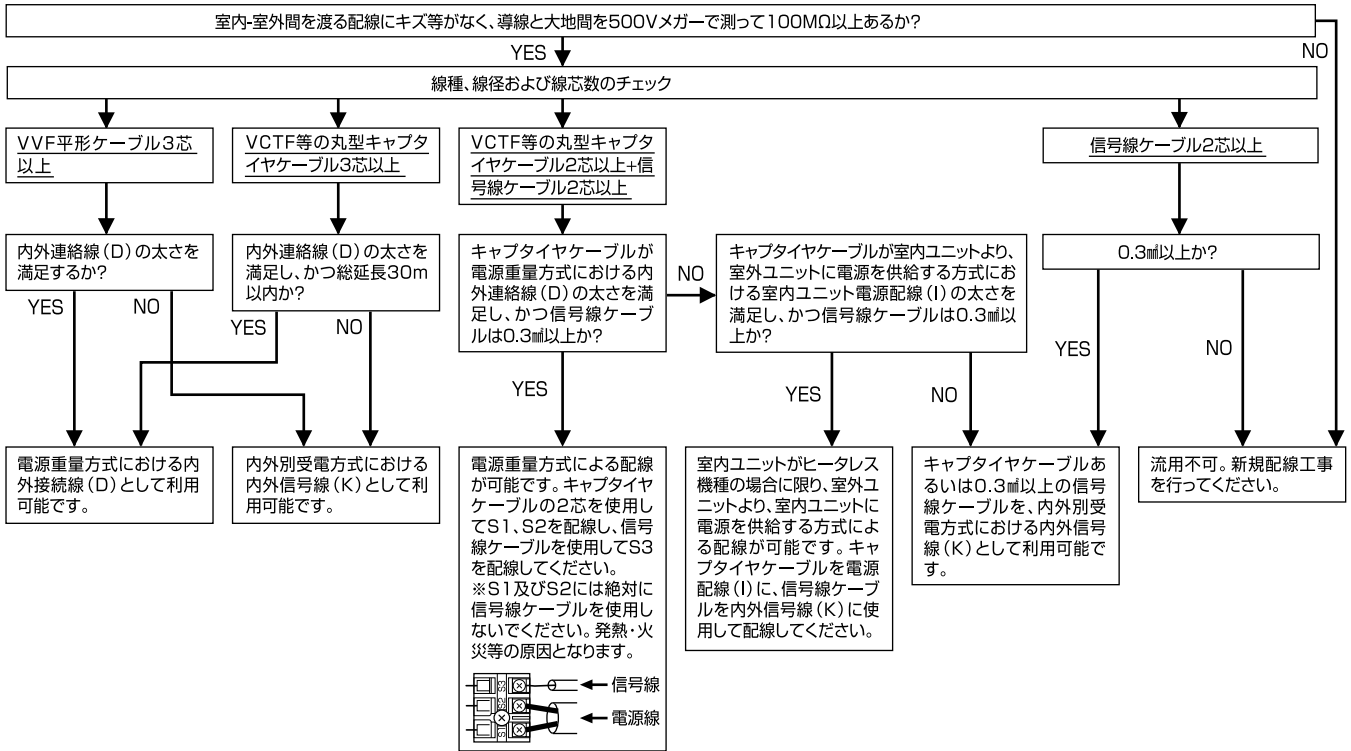 室内-室外間を渡る配線にキズ等がなく、導線と大地間を500Vメガーで測って100MΩ以上あるか?
YES
NO
線種、線径および線芯数のチェック
VVF平形ケーブル3芯
以上
VCTF等の丸型キャプタ
イヤケーブル3芯以上
VCTF等の丸型キャプタ
イヤケーブル2芯以上+信
号線ケーブル2芯以上
信号線ケーブル2芯以上
内外連絡線(D)の太さを
満足するか?
内外連絡線(D)の太さを
満足し、かつ総延長30m
以内か?
キャプタイヤケーブルが
電源重量方式における内
外連絡線(D)の太さを満
足し、かつ信号線ケーブ
ルは0.3㎟以上か?
NO
キャプタイヤケーブルが室内ユニットより、
室外ユニットに電源を供給する方式にお
ける室内ユニット電源配線(I)の太さを
満足し、かつ信号線ケーブルは0.3㎟以
上か?
0.3㎟以上か?
YES
NO
YES
NO
YES
YES
NO
YES
NO
電源重量方式における内
外接続線(D)として利用
可能です。
内外別受電方式における
内外信号線(K)として利
用可能です。
電源重量方式による配線
が可能です。キャプタイヤ
ケーブルの2芯を使用し
てS1、S2を配線し、信号
線ケーブルを使用してS3
を配線してください。
※S1及びS2には絶対に
信号線ケーブルを使用し
ないでください。発熱・火
災等の原因となります。
S3
S2
S1
信号線
電源線
室内ユニットがヒータレス
機種の場合に限り、室外ユ
ニットより、室内ユニットに
電源を供給する方式によ
る配線が可能です。キャ
プタイヤケーブルを電源
配線(I)に、信号線ケーブ
ルを内外信号線(K)に使
用して配線してください。
キャプタイヤケーブルあ
るいは0.3㎟以上の信号
線ケーブルを、内外別受
電方式における内外信号
線(K)として利用可能で
す。
流用不可。新規配線工事
を行ってください。